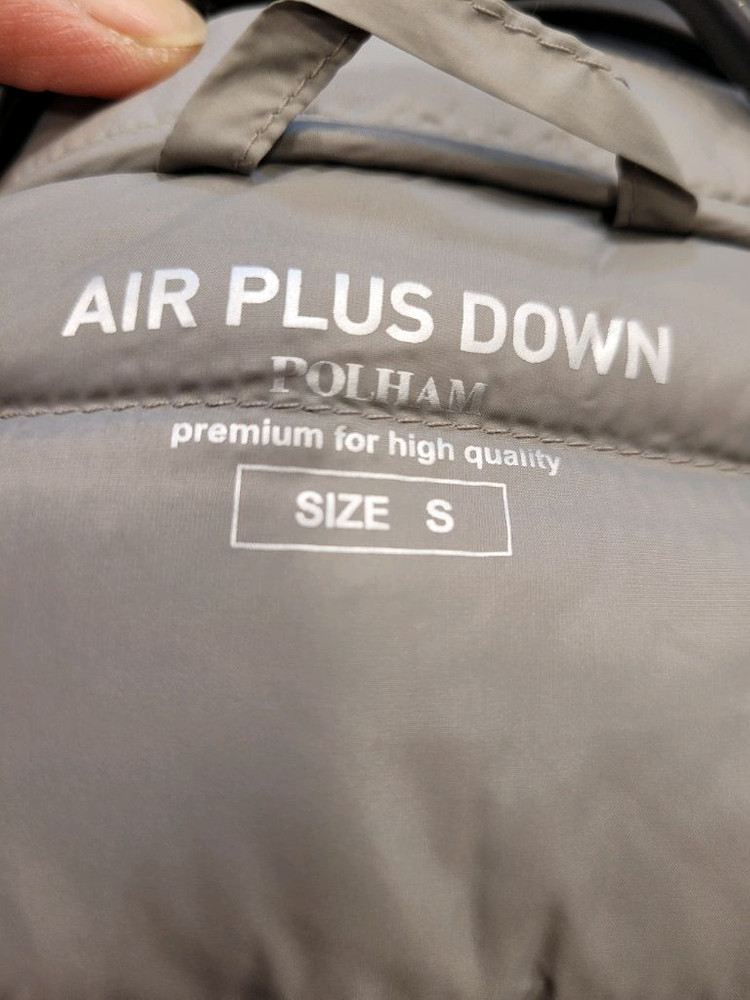 AIR PLUS DOWN
POLHAM
premium for high quality
SIZE S